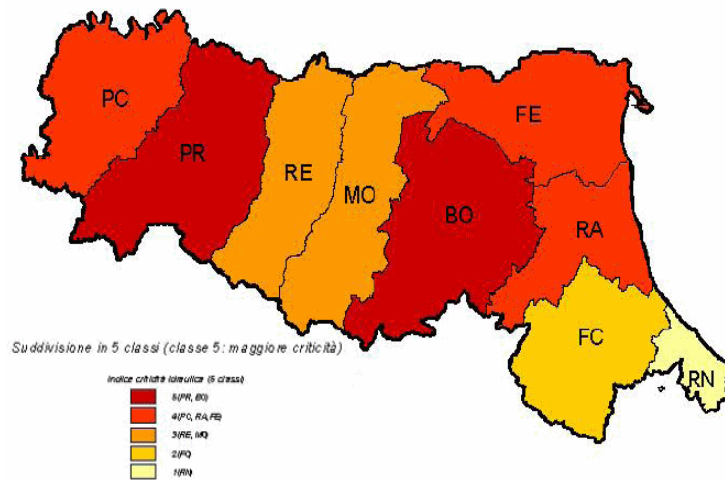 PC
PR
RE
MO
BO
FE
RA
FC
RN
Suddivisione in 5 classi (classe 5: maggiore criticità)
Indice criticità idraulica (5 classi)
5(PR, BO)
4(PC, RA, FE)
3(RE, MO)
2(FC)
1(RN)